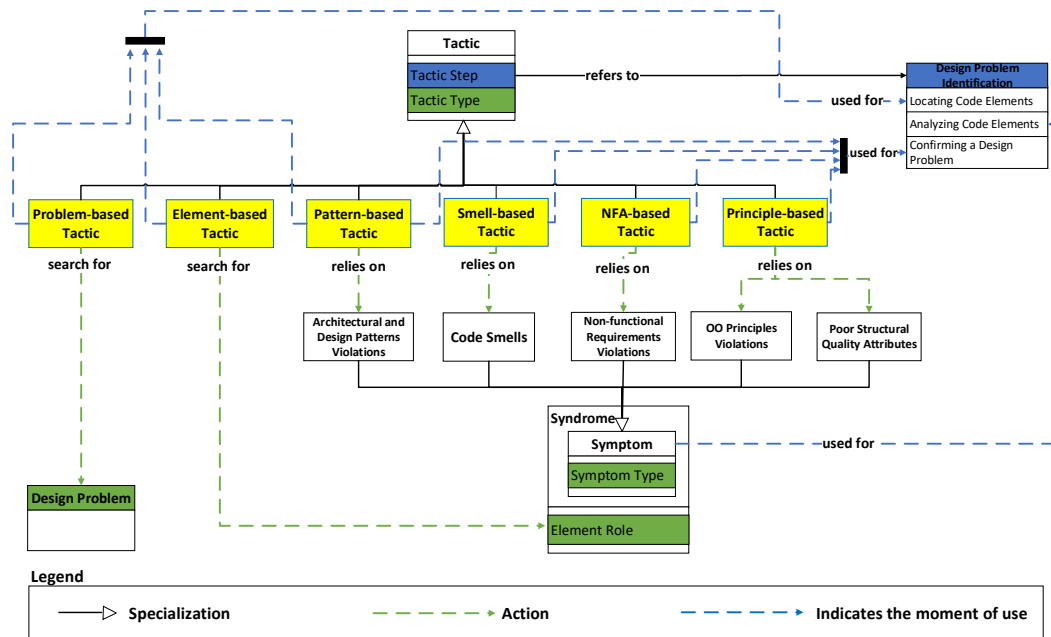 Tactic
Tactic Step
Tactic Type
refers to
Design Problem
Identification
Locating Code Elements
Analyzing Code Elements
Confirming a Design
Problem
used for
used for
Problem-based
Tactic
Element-based
Tactic
Pattern-based
Tactic
Smell-based
Tactic
NFA-based
Tactic
Principle-based
Tactic
search for
search for
relies on
relies on
relies on
relies on
Architectural and
Design Patterns
Violations
Code Smells
Non-functional
Requirements
Violations
OO Principles
Violations
Poor Structural
Quality Attributes
Syndrome
Symptom
Symptom Type
Element Role
used for
Design Problem
Legend
Specialization
Action
Indicates the moment of use